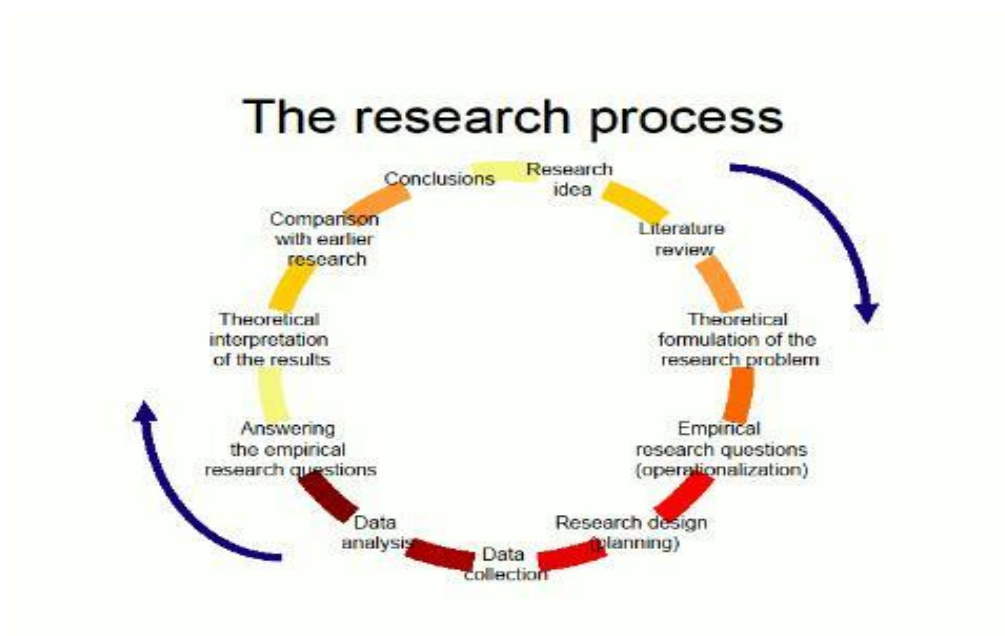 The research process
Research
idea
Literature
review
Theoretical
formulation of the
research problem
Empirical
research questions
(operationalization)
Research design
(planning)
Data
collection
Data
analysis
Answering
the empirical
research questions
Theoretical
interpretation
of the results
Comparison
with earlier
research
Conclusions